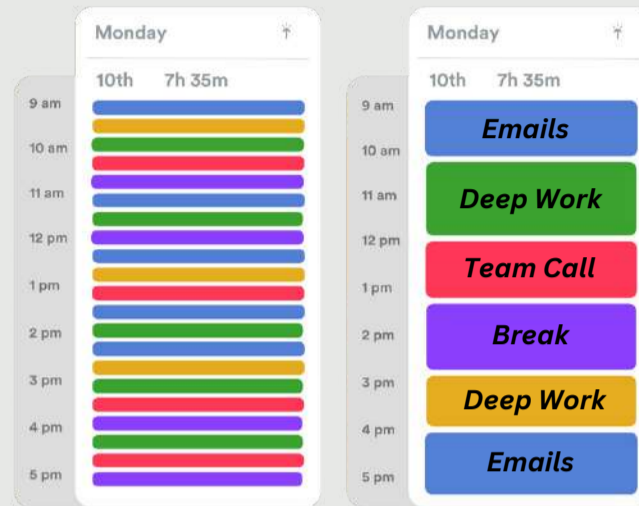 Monday
10th 7h 35m
9 am
10 am
11 am
12 pm
1 pm
2 pm
3 pm
4 pm
5 pm
Monday
10th 7h 35m
9 am
Emails
10 am
11 am
Deep Work
12 pm
Team Call
1 pm
2 pm
Break
3 pm
Deep Work
4 pm
Emails
5 pm